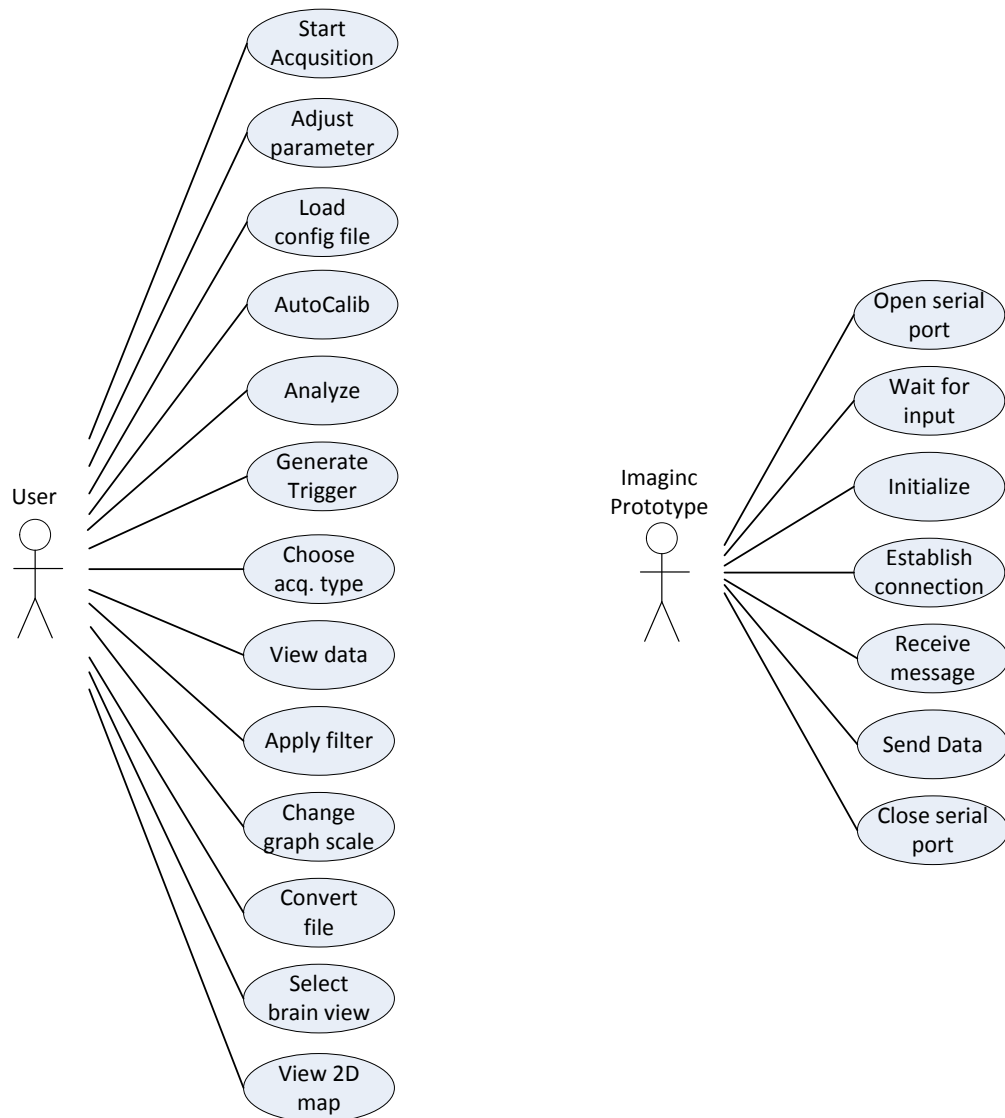 Start
Acqusition
Adjust
parameter
Load
config file
AutoCalib
Analyze
Generate
Trigger
User
Choose
acq. type
View data
Apply filter
Change
graph scale
Convert
file
Select
brain view
View 2D
map
Open serial
port
Wait for
input
Initialize
Imaginc
Prototype
Establish
connection
Receive
message
Send Data
Close serial
port